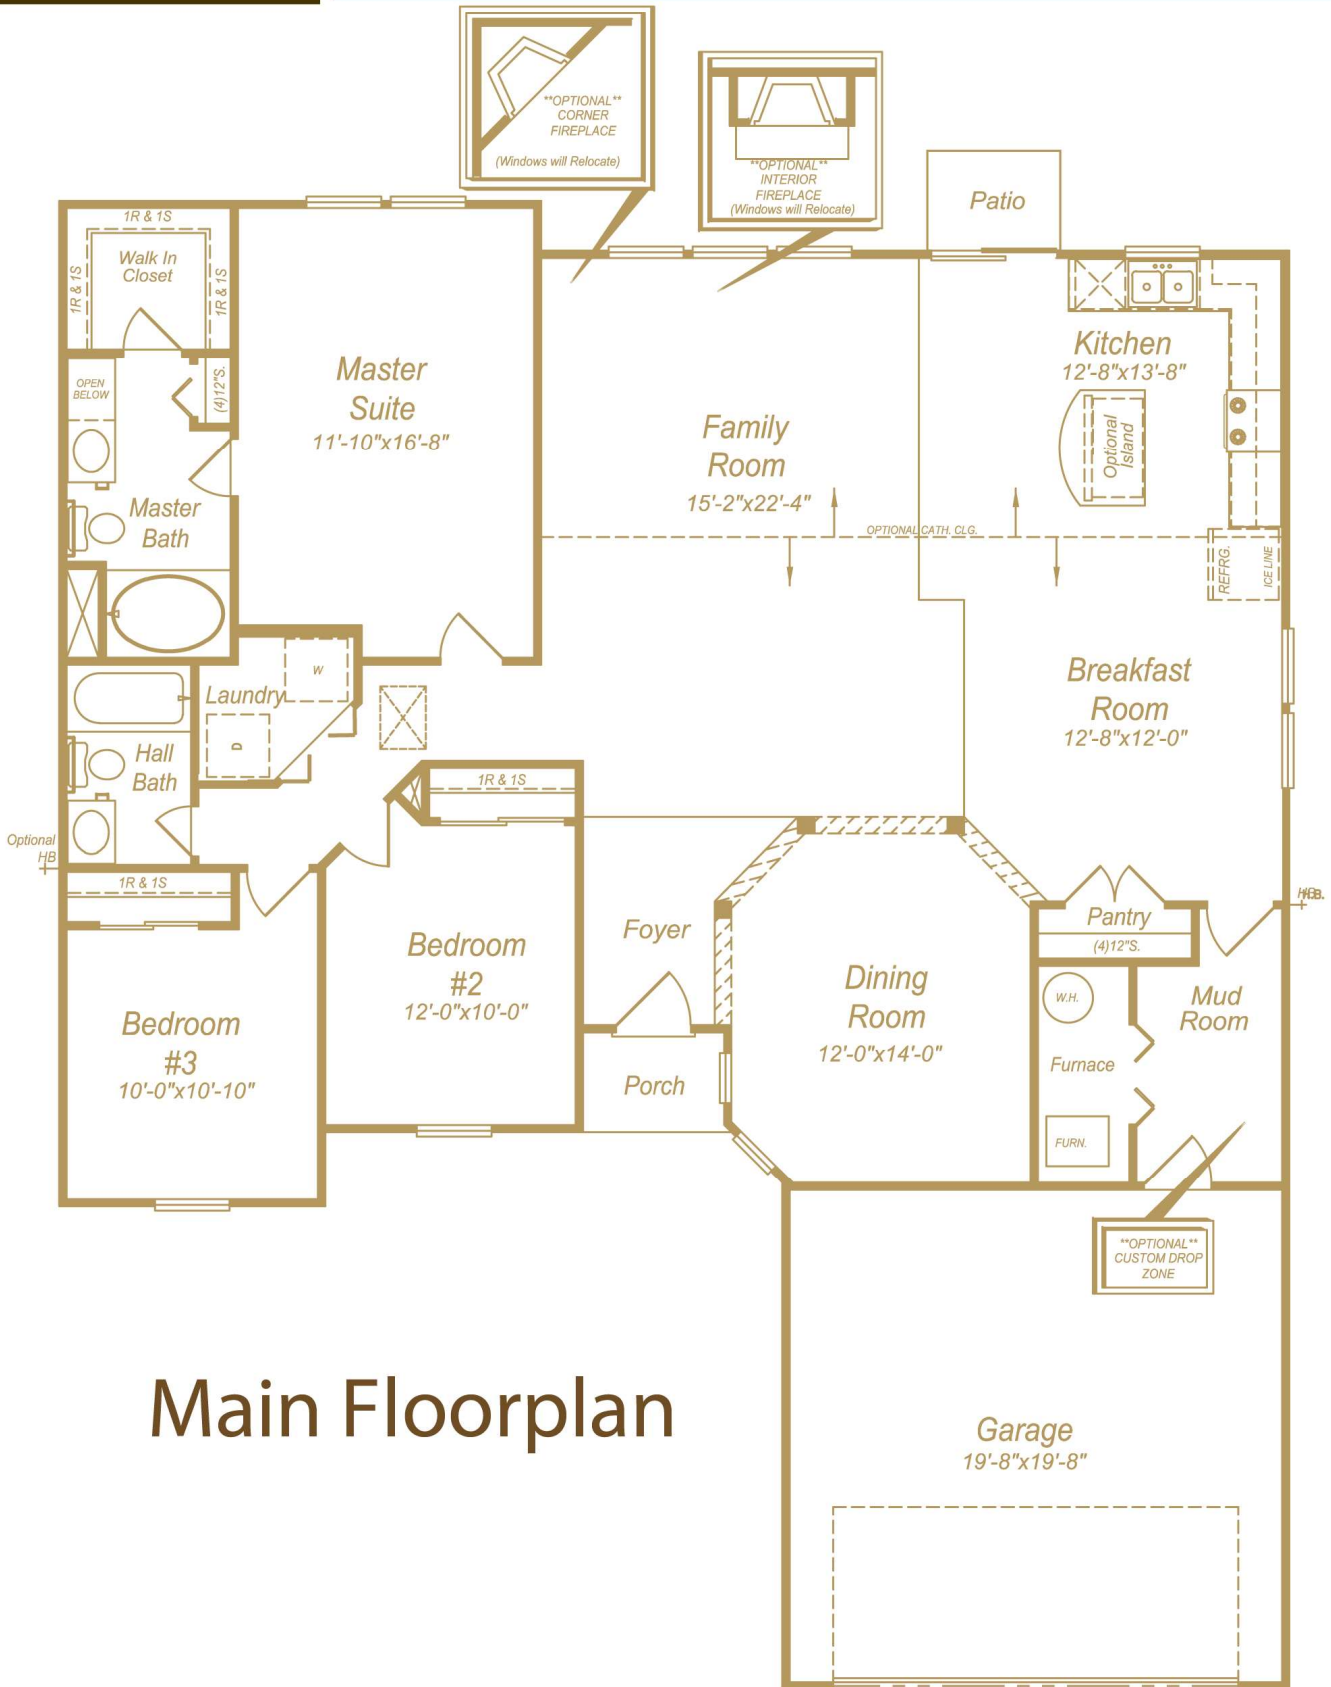 **OPTIONAL**
CORNER
FIREPLACE
(Windows will Relocate)
**OPTIONAL**
INTERIOR
FIREPLACE
(Windows will Relocate)
Patio
1R & 1S
Walk In
Closet
1R & 1S
1R & 1S
OPEN
BELOW
(4)12"S.
Master
Suite
11'-10"x16'-8"
Family
Room
15'-2"x22'-4"
Kitchen
12'-8"x13'-8"
Optional
Island
Master
Bath
OPTIONAL CATH. CLG.
REFRG.
ICE LINE
W
Laundry
D
Breakfast
Room
12'-8"x12'-0"
Hall
Bath
1R & 1S
Optional
HB
1R & 1S
H.B.
Pantry
(4)12"S.
Foyer
Bedroom
#2
12'-0"x10'-0"
Dining
Room
12'-0"x14'-0"
W.H.
Mud
Room
Bedroom
#3
10'-0"x10'-10"
Furnace
Porch
FURN.
**OPTIONAL**
CUSTOM DROP
ZONE
Main Floorplan
Garage
19'-8"x19'-8"